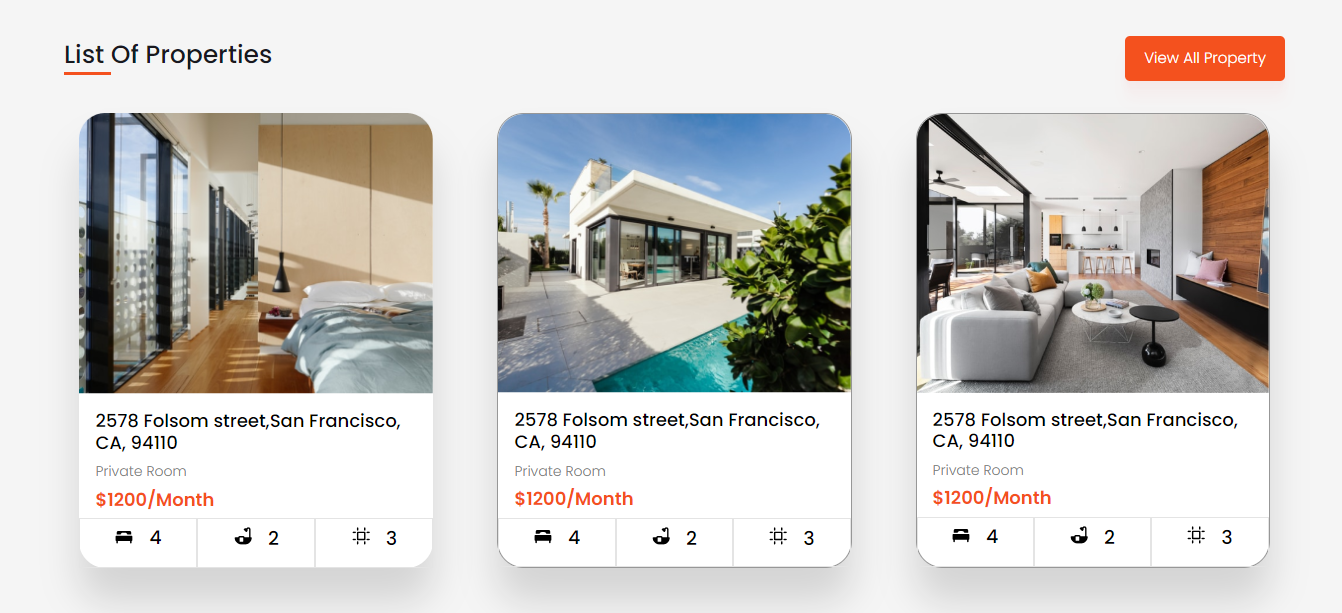 List Of Properties
View All Property
2578 Folsom street,San Francisco,
CA, 94110
Private Room
$1200/Month
4 2 3
2578 Folsom street,San Francisco,
CA, 94110
Private Room
$1200/Month
4 2 3
2578 Folsom street,San Francisco,
CA, 94110
Private Room
$1200/Month
4 2 3